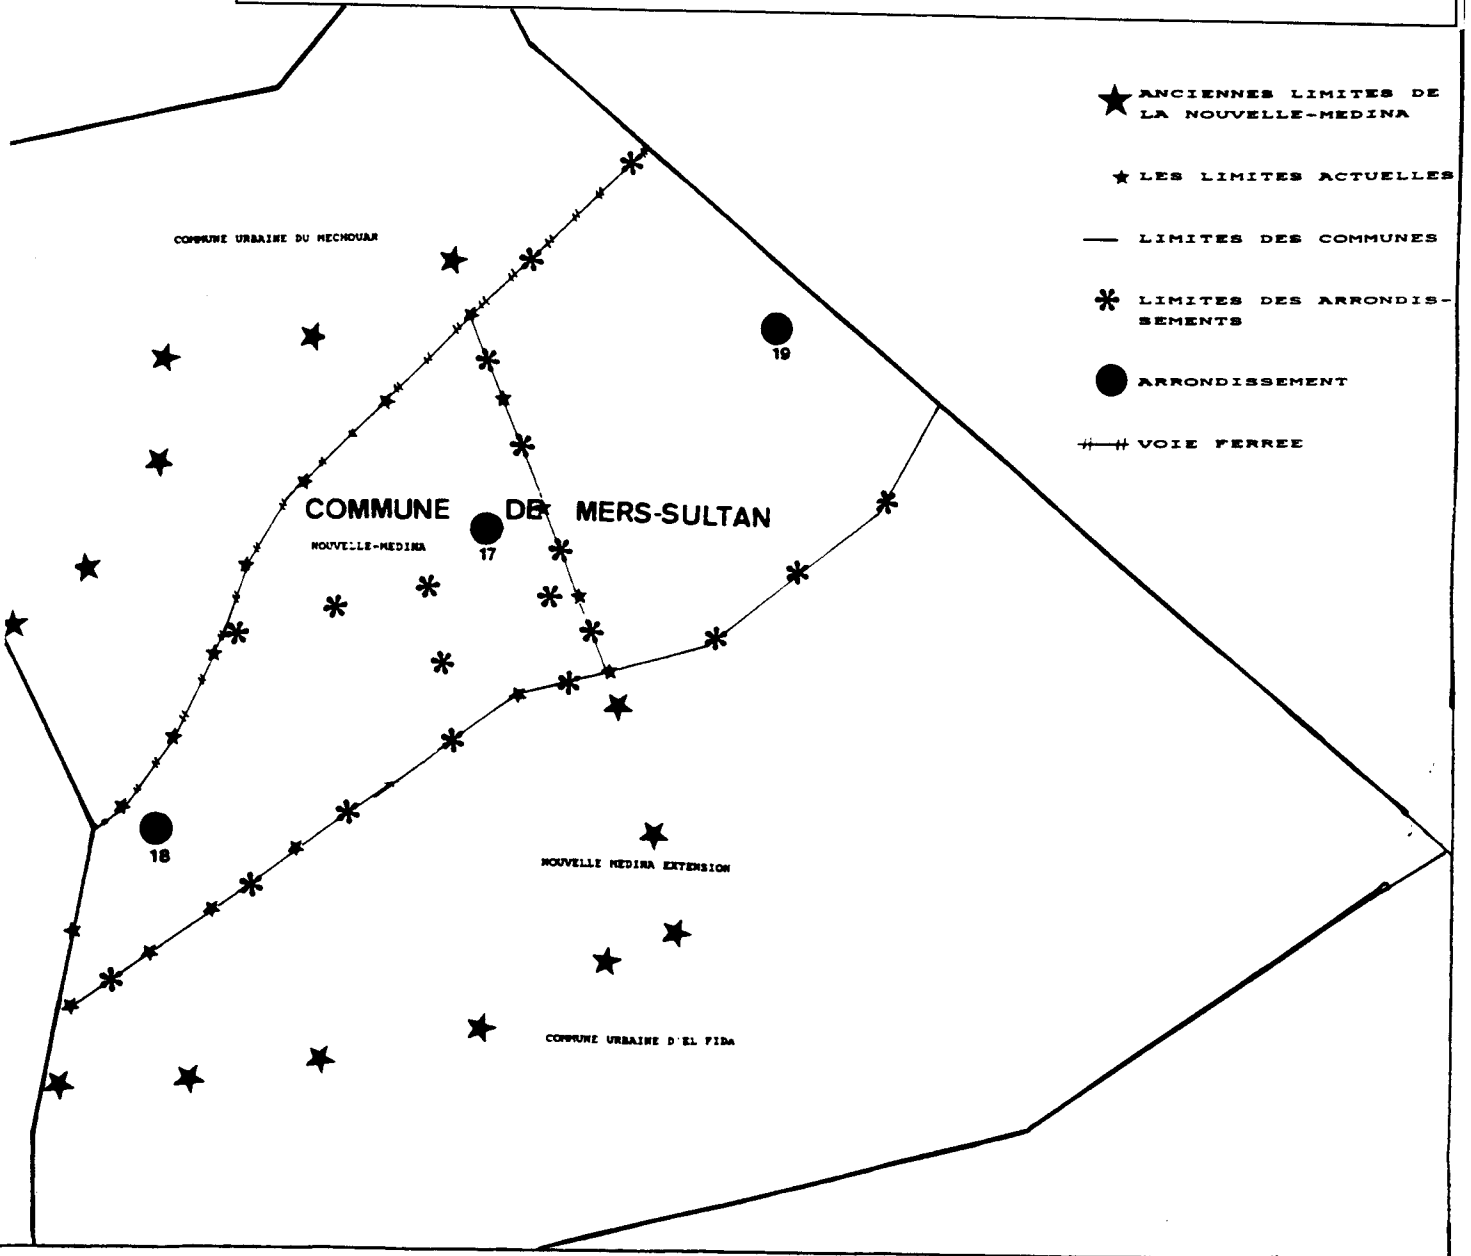 ANCIENNES LIMITES DE
LA NOUVELLE-MEDINA
LES LIMITES ACTUELLES
LIMITES DES COMMUNES
LIMITES DES ARRONDIS-
SEMENTS
ARRONDISSEMENT
VOIE FERREE
COMMUNE URBAINE DU MECHOUAR
19
COMMUNE DE MERS-SULTAN
NOUVELLE-MEDINA
17
18
NOUVELLE MEDINA EXTENSION
COMMUNE URBAINE D'EL FIDA